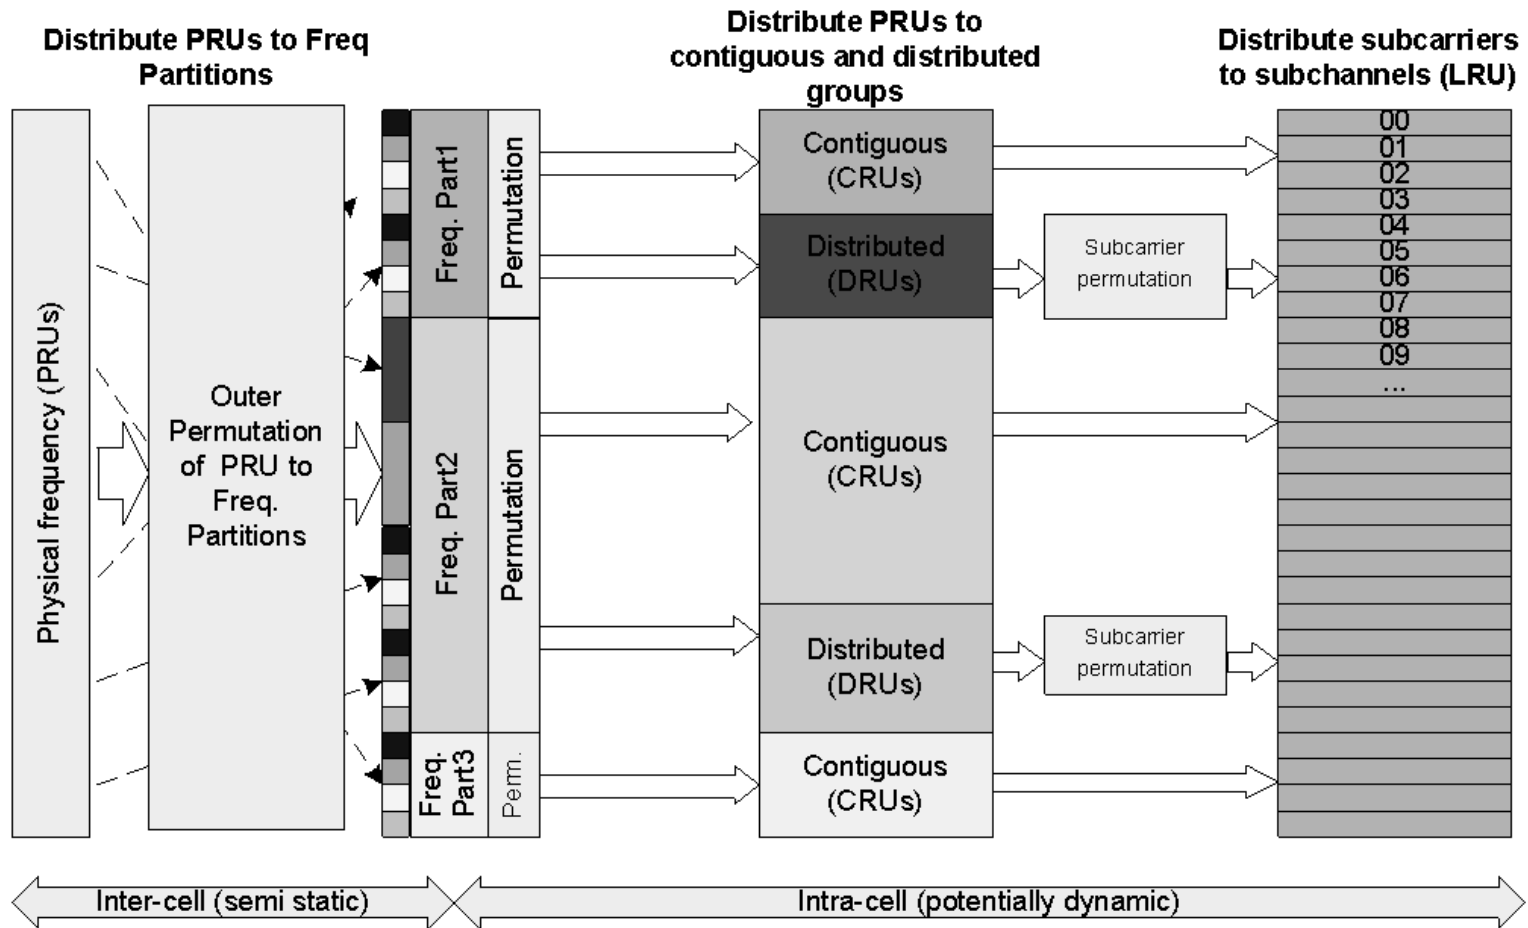 Distribute PRUs to Freq
Partitions
Distribute PRUs to
contiguous and distributed
groups
Distribute subcarriers
to subchannels (LRU)
Physical frequency (PRUs)
Outer
Permutation
of PRU to
Freq.
Partitions
Freq. Part1
Permutation
Freq. Part2
Permutation
Freq.
Part3
Perm.
Contiguous
(CRUs)
Distributed
(DRUs)
Contiguous
(CRUs)
Distributed
(DRUs)
Contiguous
(CRUs)
Subcarrier
permutation
Subcarrier
permutation
00
01
02
03
04
05
06
07
08
09
...
Inter-cell (semi static)
Intra-cell (potentially dynamic)